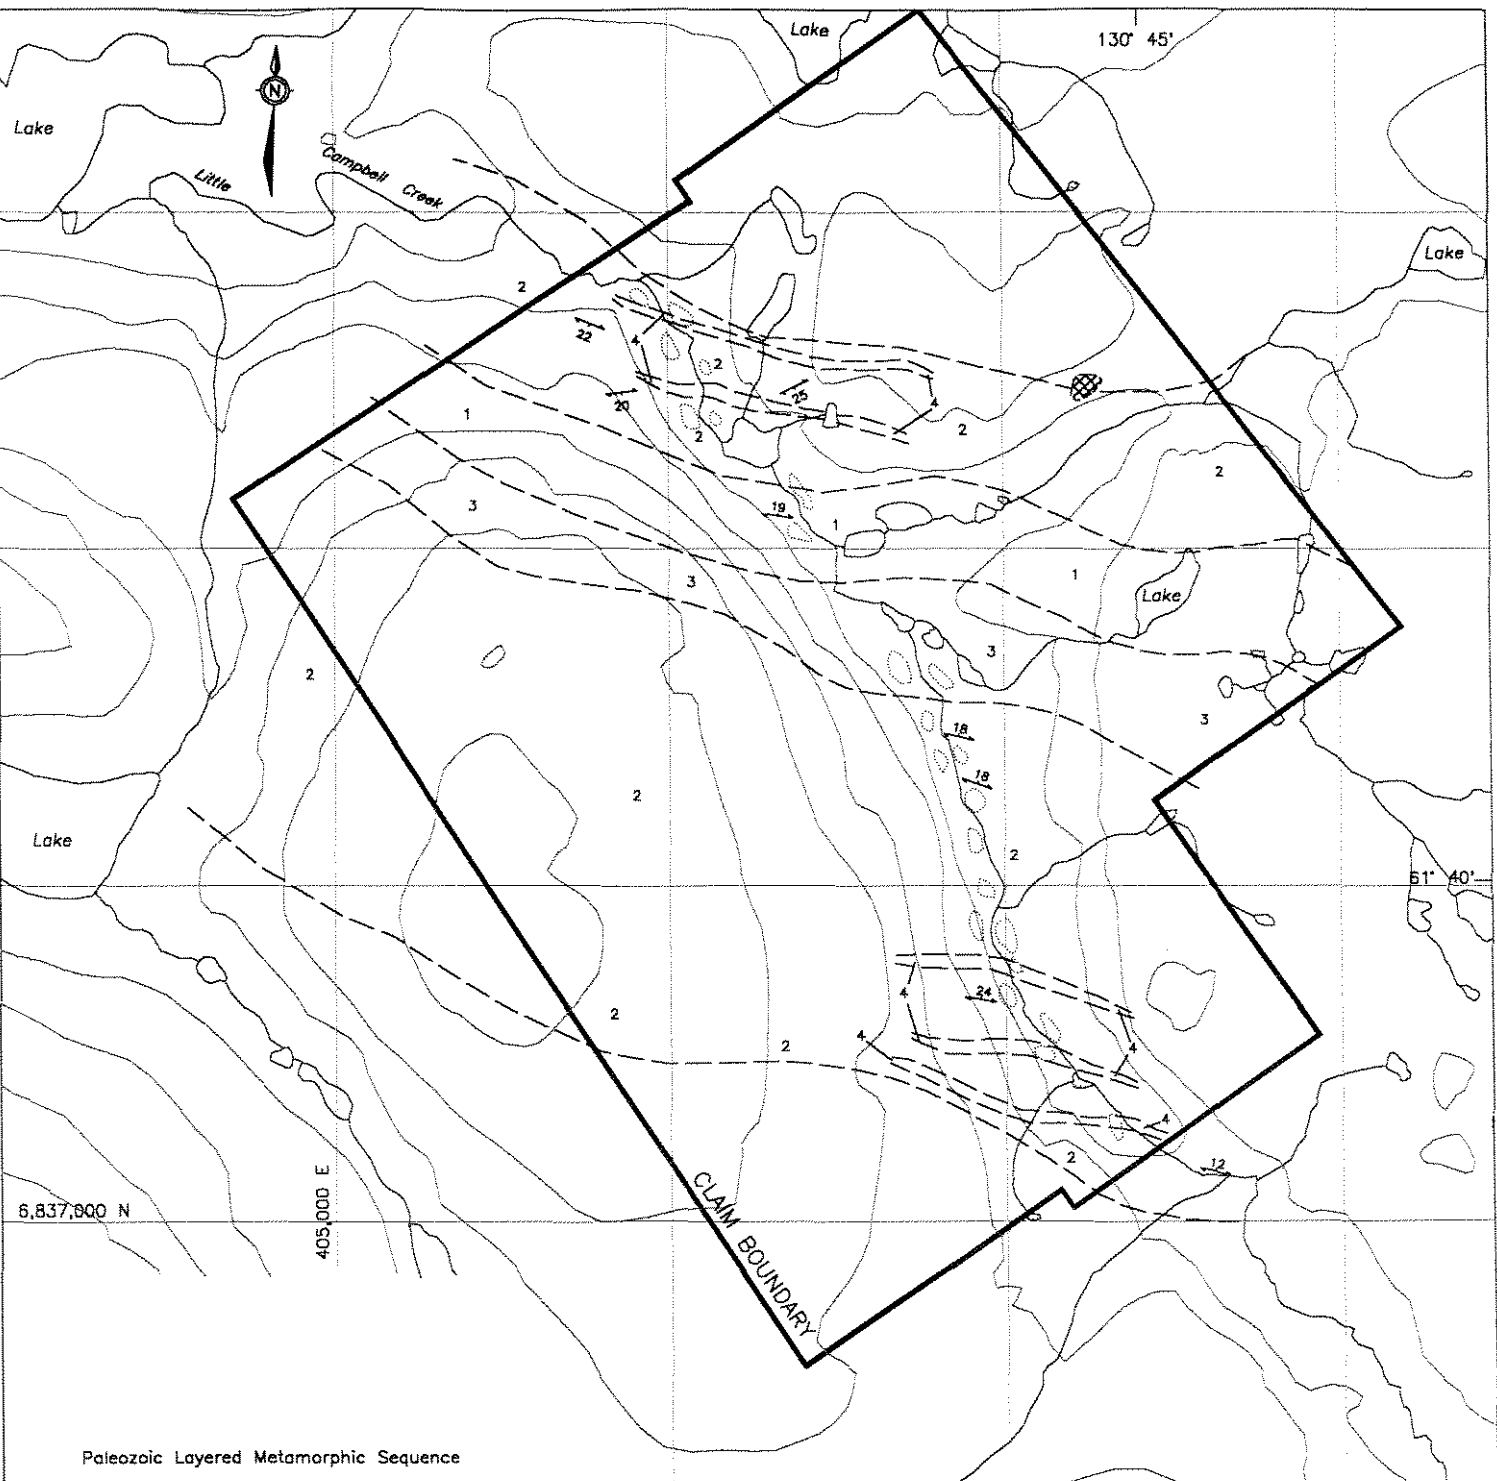 Lake
130° 45'
N
Lake
Little
Campbell
Creek
Lake
2
22
4
2
25
20
4
1
2
2
2
3
19
1
3
1
Lake
3
2
3
18
18
2
2
Lake
61° 40'
4
24
2
4
2
4
4
2
12
CLAIM BOUNDARY
405,000 E
6,837,000 N
Paleozoic Layered Metamorphic Sequence